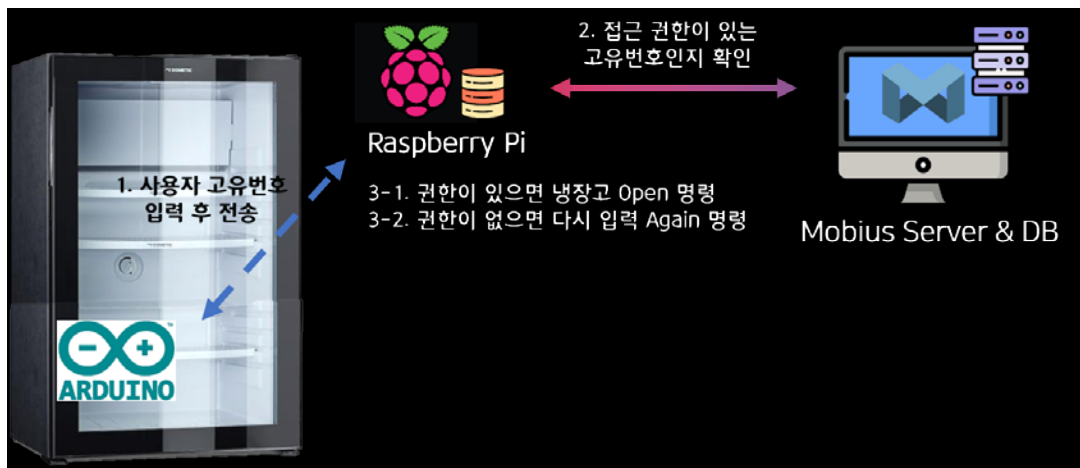 2. 접근 권한이 있는
고유번호인지 확인
Raspberry Pi
1. 사용자 고유번호
입력 후 전송
3-1. 권한이 있으면 냉장고 Open 명령
3-2. 권한이 없으면 다시 입력 Again 명령
Mobius Server & DB
ARDUINO